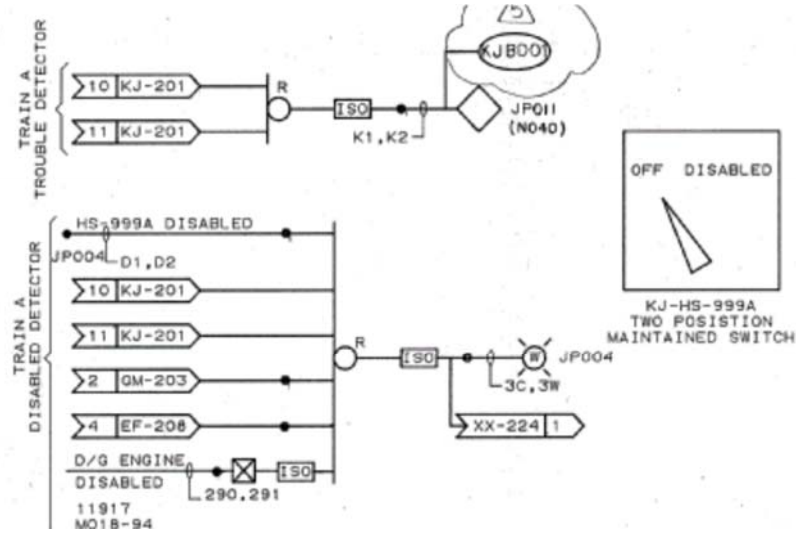 5
KJBD01
TRAIN A
TROUBLE DETECTOR
10 KJ-201
11 KJ-201
R
ISO
K1,K2
JP011
(N040)
OFF DISABLED
KJ-HS-999A
TWO POSISTION
MAINTAINED SWITCH
TRAIN A
DISABLED DETECTOR
HS-999A DISABLED
JP004
D1,D2
10 KJ-201
11 KJ-201
2 GM-203
4 EF-208
R
ISO
W JP004
3C,3W
XX-224 1
D/G ENGINE
DISABLED
ISO
290,291
11917
M018-94